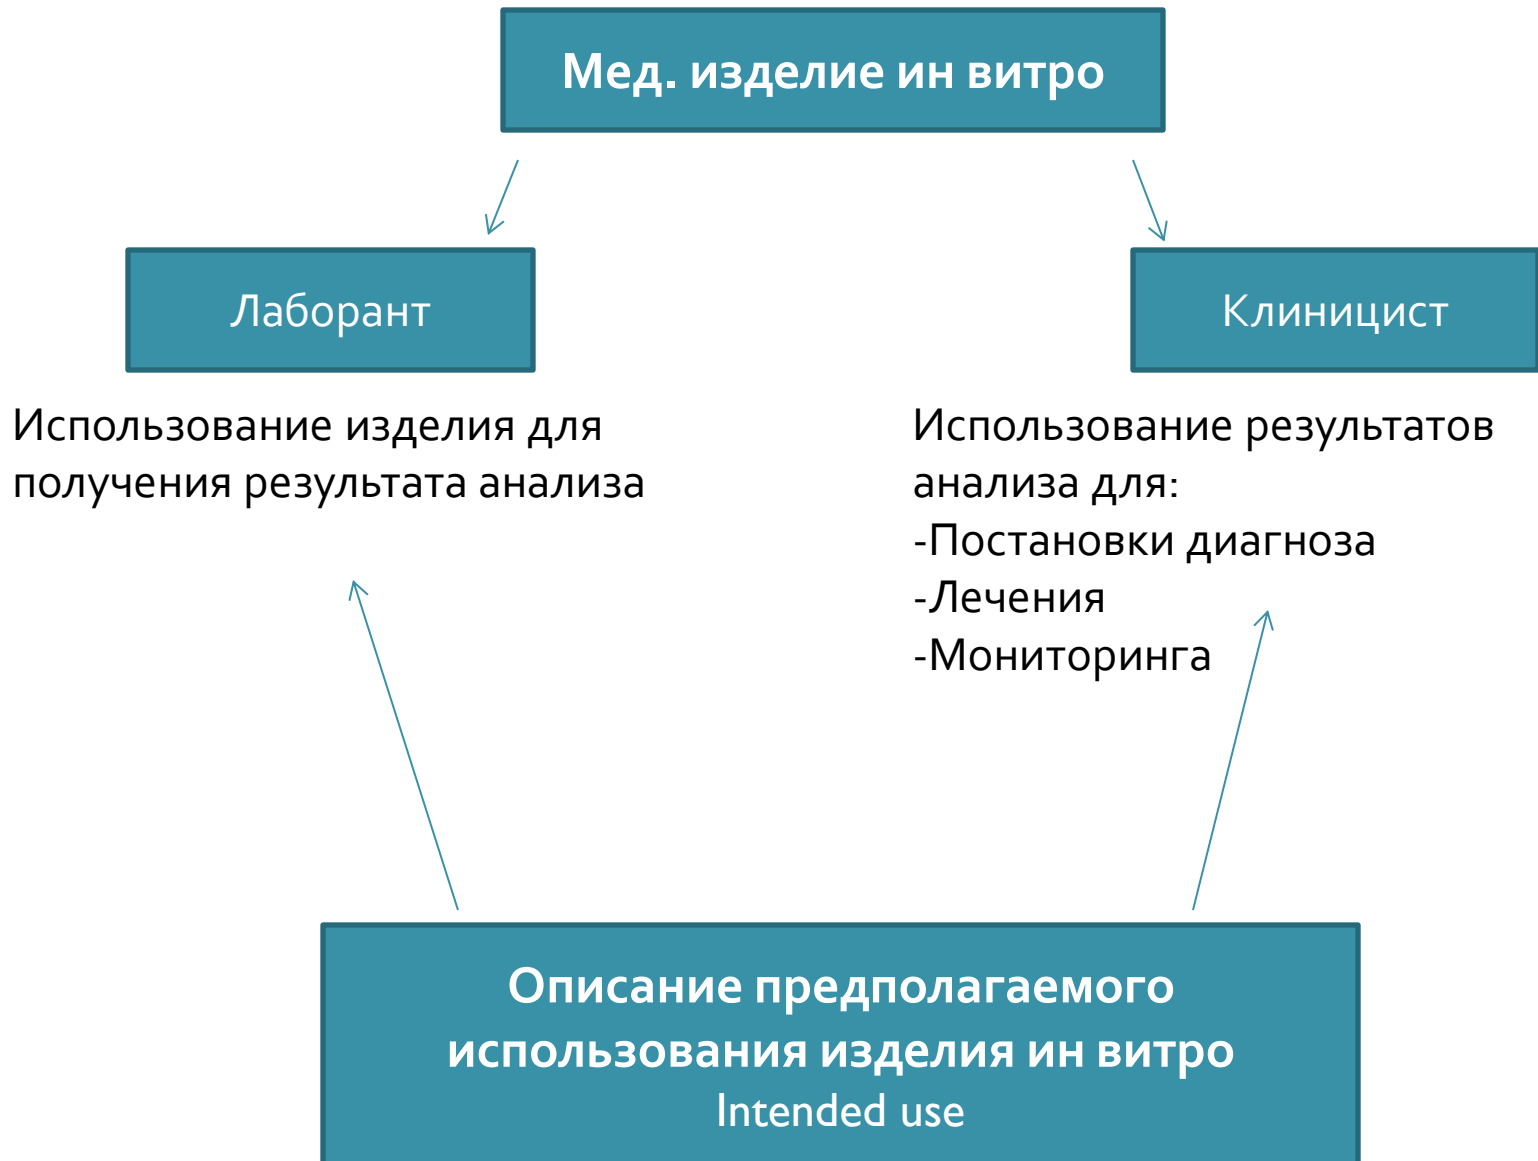 Мед. изделие ин витро
Лаборант
Использование изделия для
получения результата анализа
Клиницист
Использование результатов
анализа для:
-Постановки диагноза
-Лечения
-Мониторинга
Описание предполагаемого
использования изделия ин витро
Intended use